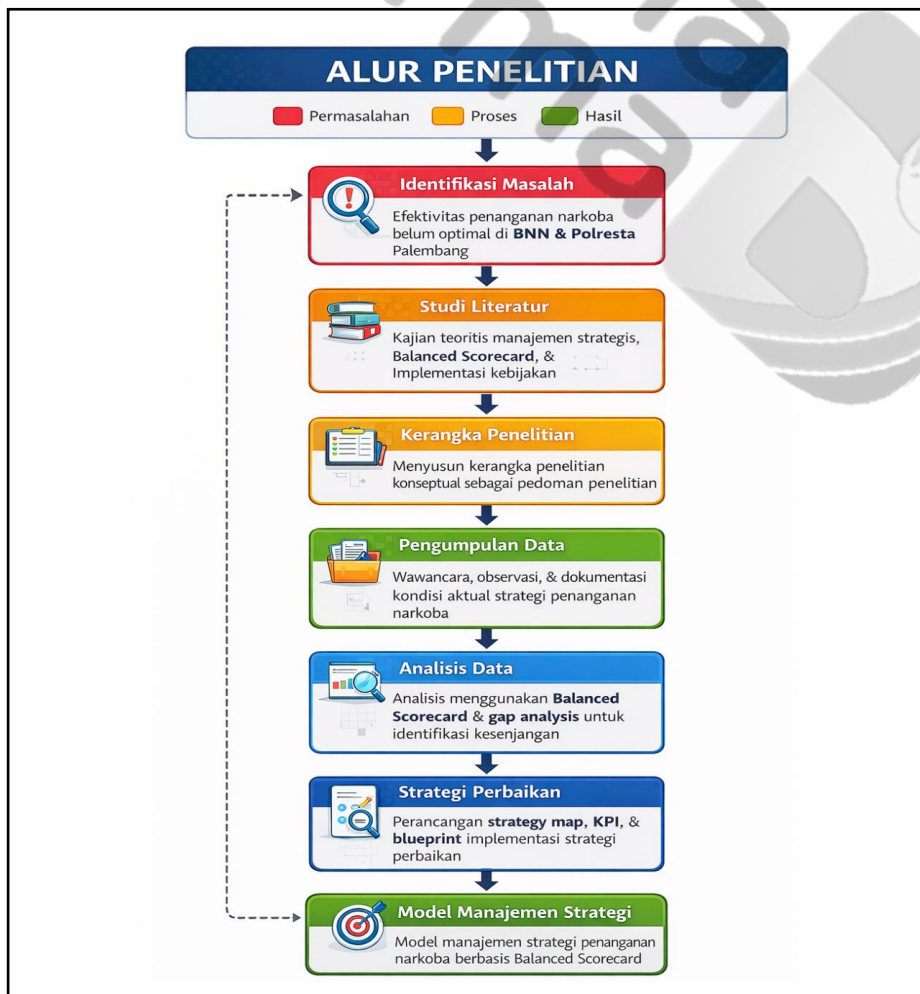 ALUR PENELITIAN
Permasalahan Proses Hasil
Identifikasi Masalah
Efektivitas penanganan narkoba
belum optimal di BNN & Polresta
Palembang
Studi Literatur
Kajian teoritis manajemen strategis,
Balanced Scorecard, &
Implementasi kebijakan
Kerangka Penelitian
Menyusun kerangka penelitian
konseptual sebagai pedoman penelitian
Pengumpulan Data
Wawancara, observasi, & dokumentasi
kondisi aktual strategi penanganan
narkoba
Analisis Data
Analisis menggunakan Balanced
Scorecard & gap analysis untuk
identifikasi kesenjangan
Strategi Perbaikan
Perancangan strategy map, KPI, &
blueprint implementasi strategi
perbaikan
Model Manajemen Strategi
Model manajemen strategi penanganan
narkoba berbasis Balanced Scorecard